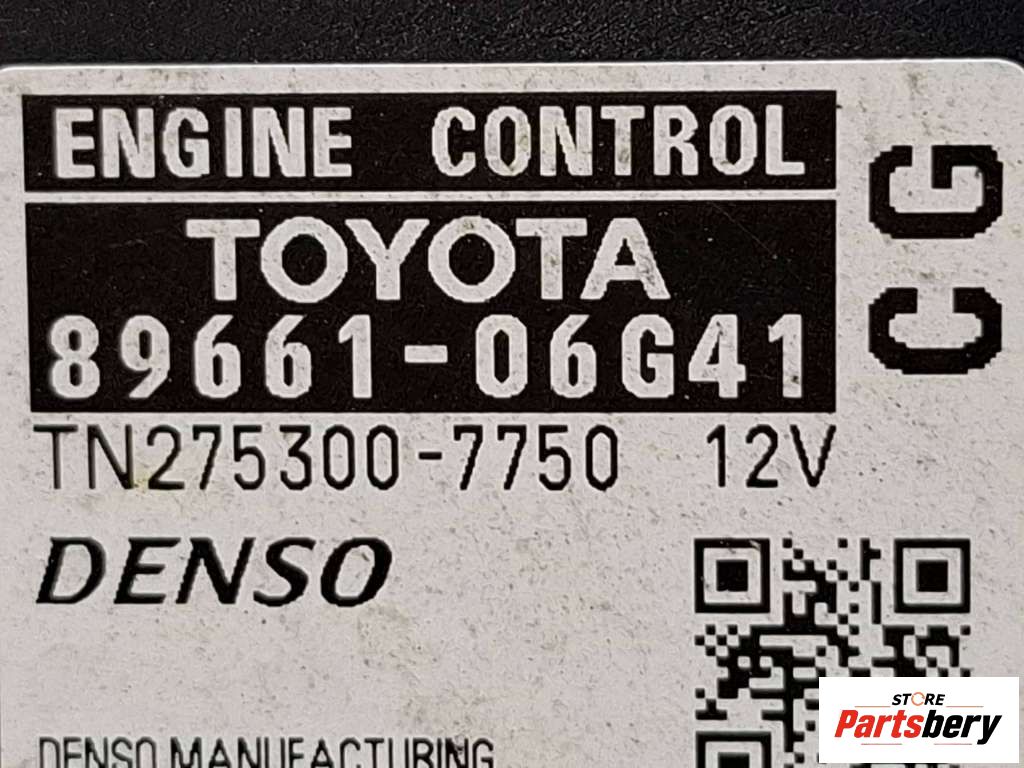 ENGINE CONTROL
TOYOTA
89661-06G41
CG
TN275300-7750 12V
DENSO
DENSO MANUFACTURING
STORE
Partsbery